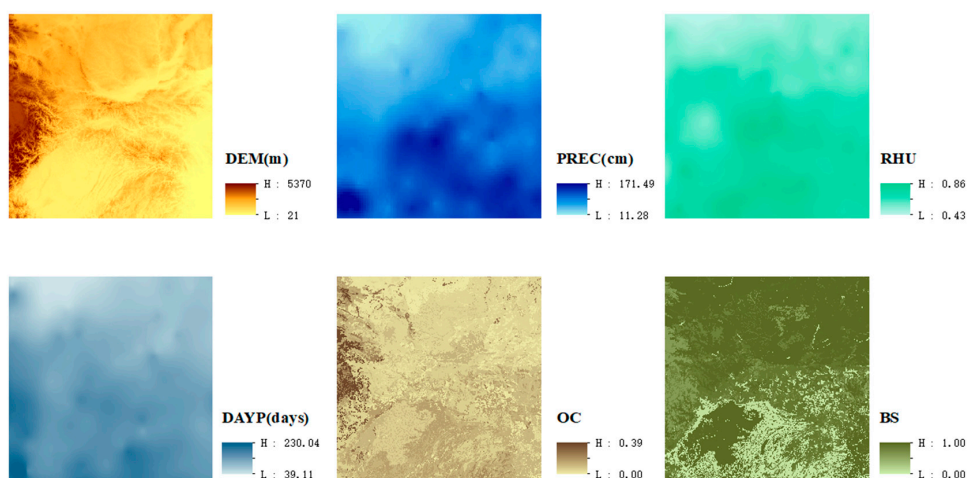 DEM(m)
H : 5370
L : 21
PREC(cm)
H : 171.49
L : 11.28
RHU
H : 0.86
L : 0.43
DAYP(days)
H : 230.04
L : 39.11
OC
H : 0.39
L : 0.00
BS
H : 1.00
L : 0.00